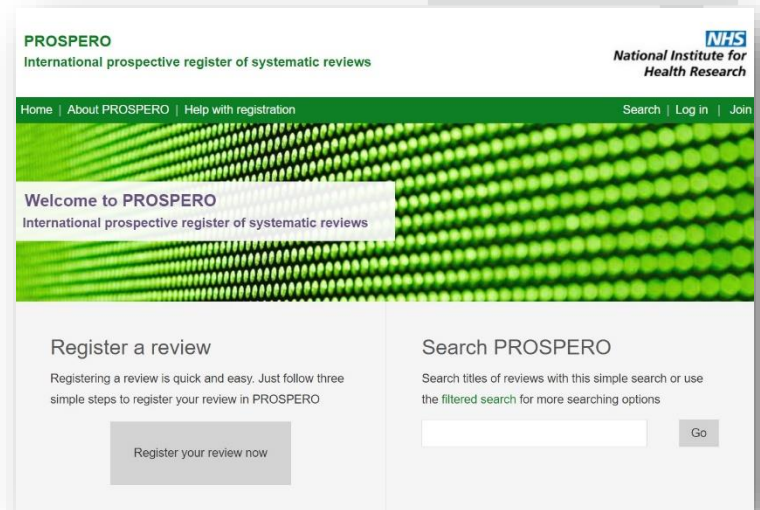 PROSPERO
International prospective register of systematic reviews
NHS
National Institute for
Health Research
Home | About PROSPERO | Help with registration
Search | Log in | Join
Welcome to PROSPERO
International prospective register of systematic reviews
Register a review
Registering a review is quick and easy. Just follow three
simple steps to register your review in PROSPERO
Register your review now
Search PROSPERO
Search titles of reviews with this simple search or use
the filtered search for more searching options
Go